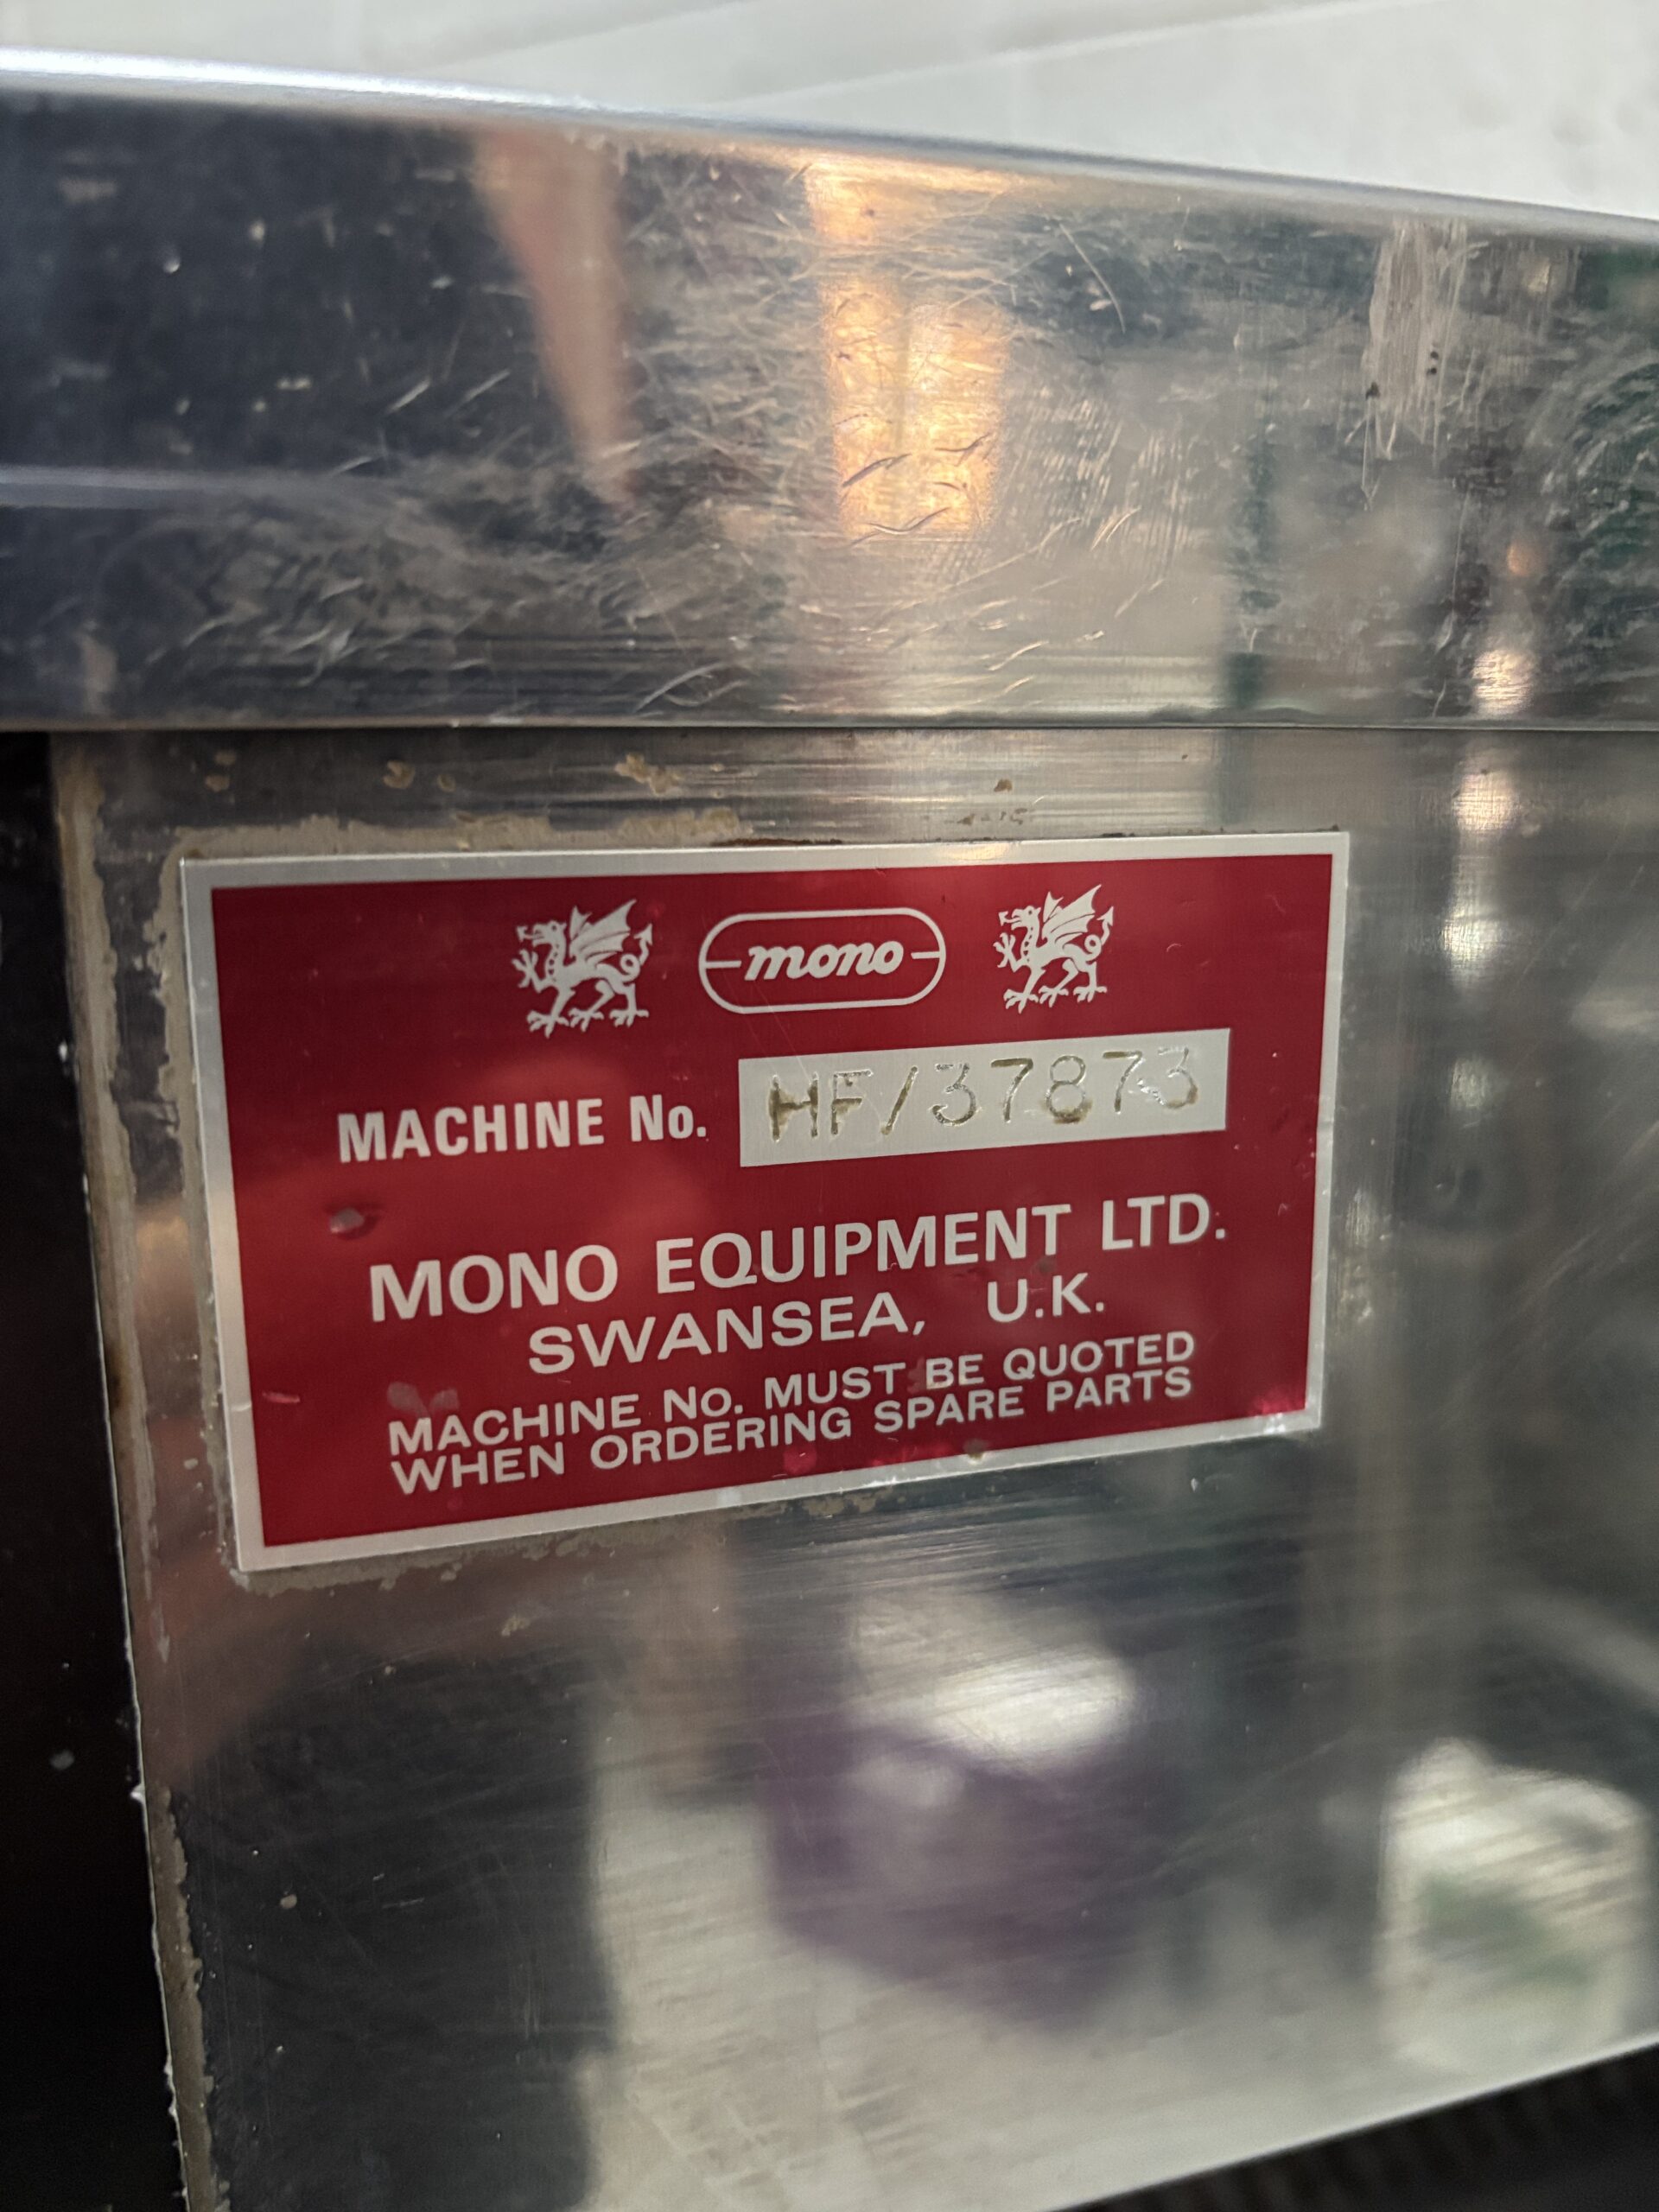 mono
MACHINE No. HF/37873
MONO EQUIPMENT LTD.
SWANSEA, U.K.
MACHINE No. MUST BE QUOTED
WHEN ORDERING SPARE PARTS